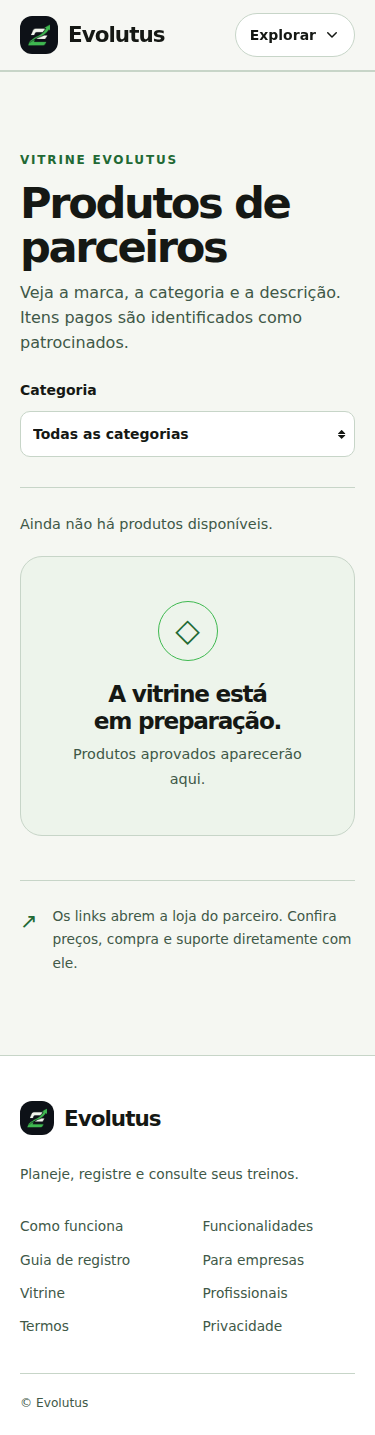 Evolutus
Explorar
VITRINE EVOLUTUS
Produtos de
parceiros
Veja a marca, a categoria e a descrição.
Itens pagos são identificados como
patrocinados.
Categoria
Todas as categorias
Ainda não há produtos disponíveis.
A vitrine está
em preparação.
Produtos aprovados aparecerão
aqui.
Os links abrem a loja do parceiro. Confira
preços, compra e suporte diretamente com
ele.
Evolutus
Planeje, registre e consulte seus treinos.
Como funciona
Funcionalidades
Guia de registro
Para empresas
Vitrine
Profissionais
Termos
Privacidade
© Evolutus